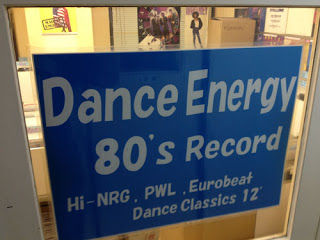 Dance Energy
80's Record
Hi-NRG, PWL, Eurobeat
Dance Classics 12"